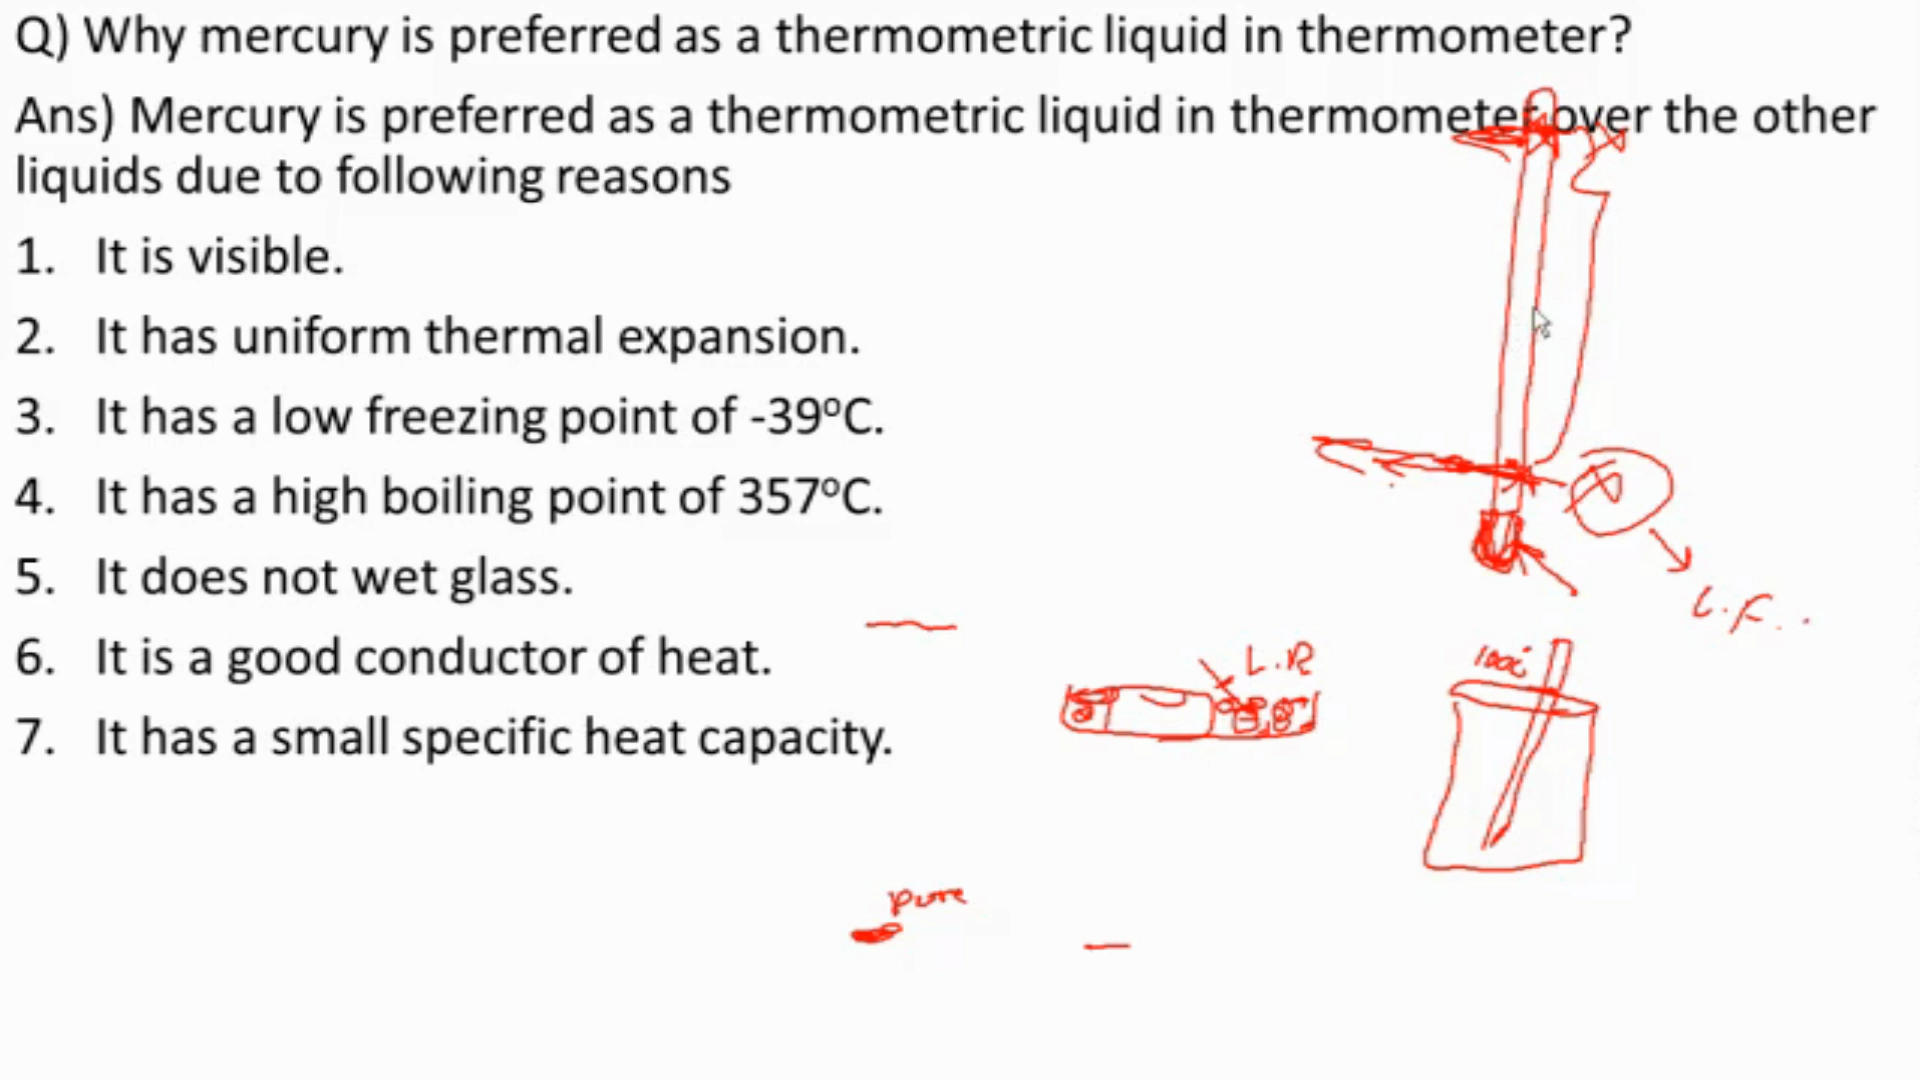 Q) Why mercury is preferred as a thermometric liquid in thermometer?
Ans) Mercury is preferred as a thermometric liquid in thermometer over the other
liquids due to following reasons
1. It is visible.
2. It has uniform thermal expansion.
3. It has a low freezing point of -39°C.
4. It has a high boiling point of 357°C.
5. It does not wet glass.
6. It is a good conductor of heat.
7. It has a small specific heat capacity.
L.F..
L.R
pure